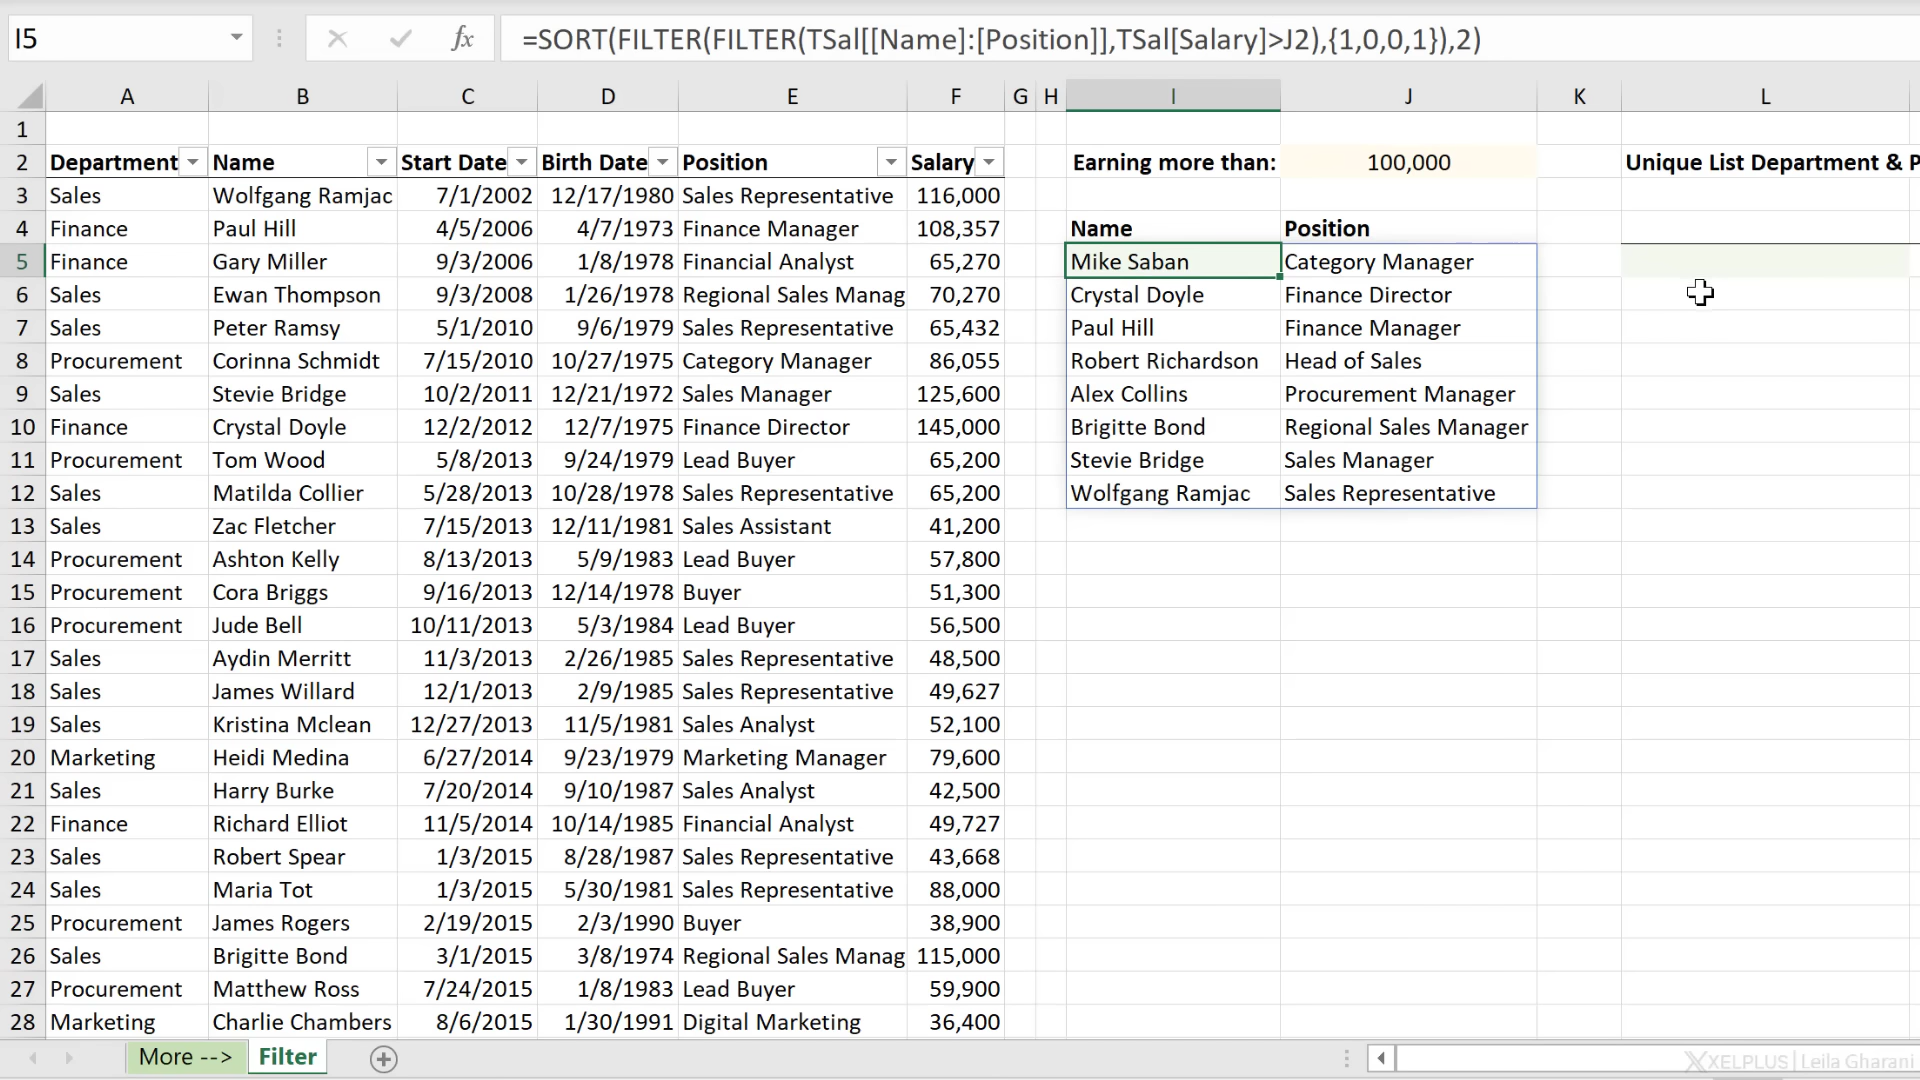 I5 fx =SORT(FILTER(FILTER(TSal[[Name]:[Position]],TSal[Salary]>J2),{1,0,0,1}),2)
A B C D E F G H I J K L
1
2 Department Name Start Date Birth Date Position Salary Earning more than: 100,000 Unique List Department & P
3 Sales Wolfgang Ramjac 7/1/2002 12/17/1980 Sales Representative 116,000
4 Finance Paul Hill 4/5/2006 4/7/1973 Finance Manager 108,357 Name Position
5 Finance Gary Miller 9/3/2006 1/8/1978 Financial Analyst 65,270 Mike Saban Category Manager
6 Sales Ewan Thompson 9/3/2008 1/26/1978 Regional Sales Manag 70,270 Crystal Doyle Finance Director
7 Sales Peter Ramsy 5/1/2010 9/6/1979 Sales Representative 65,432 Paul Hill Finance Manager
8 Procurement Corinna Schmidt 7/15/2010 10/27/1975 Category Manager 86,055 Robert Richardson Head of Sales
9 Sales Stevie Bridge 10/2/2011 12/21/1972 Sales Manager 125,600 Alex Collins Procurement Manager
10 Finance Crystal Doyle 12/2/2012 12/7/1975 Finance Director 145,000 Brigitte Bond Regional Sales Manager
11 Procurement Tom Wood 5/8/2013 9/24/1979 Lead Buyer 65,200 Stevie Bridge Sales Manager
12 Sales Matilda Collier 5/28/2013 10/28/1978 Sales Representative 65,200 Wolfgang Ramjac Sales Representative
13 Sales Zac Fletcher 7/15/2013 12/11/1981 Sales Assistant 41,200
14 Procurement Ashton Kelly 8/13/2013 5/9/1983 Lead Buyer 57,800
15 Procurement Cora Briggs 9/16/2013 12/14/1978 Buyer 51,300
16 Procurement Jude Bell 10/11/2013 5/3/1984 Lead Buyer 56,500
17 Sales Aydin Merritt 11/3/2013 2/26/1985 Sales Representative 48,500
18 Sales James Willard 12/1/2013 2/9/1985 Sales Representative 49,627
19 Sales Kristina Mclean 12/27/2013 11/5/1981 Sales Analyst 52,100
20 Marketing Heidi Medina 6/27/2014 9/23/1979 Marketing Manager 79,600
21 Sales Harry Burke 7/20/2014 9/10/1987 Sales Analyst 42,500
22 Finance Richard Elliot 11/5/2014 10/14/1985 Financial Analyst 49,727
23 Sales Robert Spear 1/3/2015 8/28/1987 Sales Representative 43,668
24 Sales Maria Tot 1/3/2015 5/30/1981 Sales Representative 88,000
25 Procurement James Rogers 2/19/2015 2/3/1990 Buyer 38,900
26 Sales Brigitte Bond 3/1/2015 3/8/1974 Regional Sales Manag 115,000
27 Procurement Matthew Ross 7/24/2015 1/8/1983 Lead Buyer 59,900
28 Marketing Charlie Chambers 8/6/2015 1/30/1991 Digital Marketing 36,400
More --> Filter XELPLUS | Leila Gharani